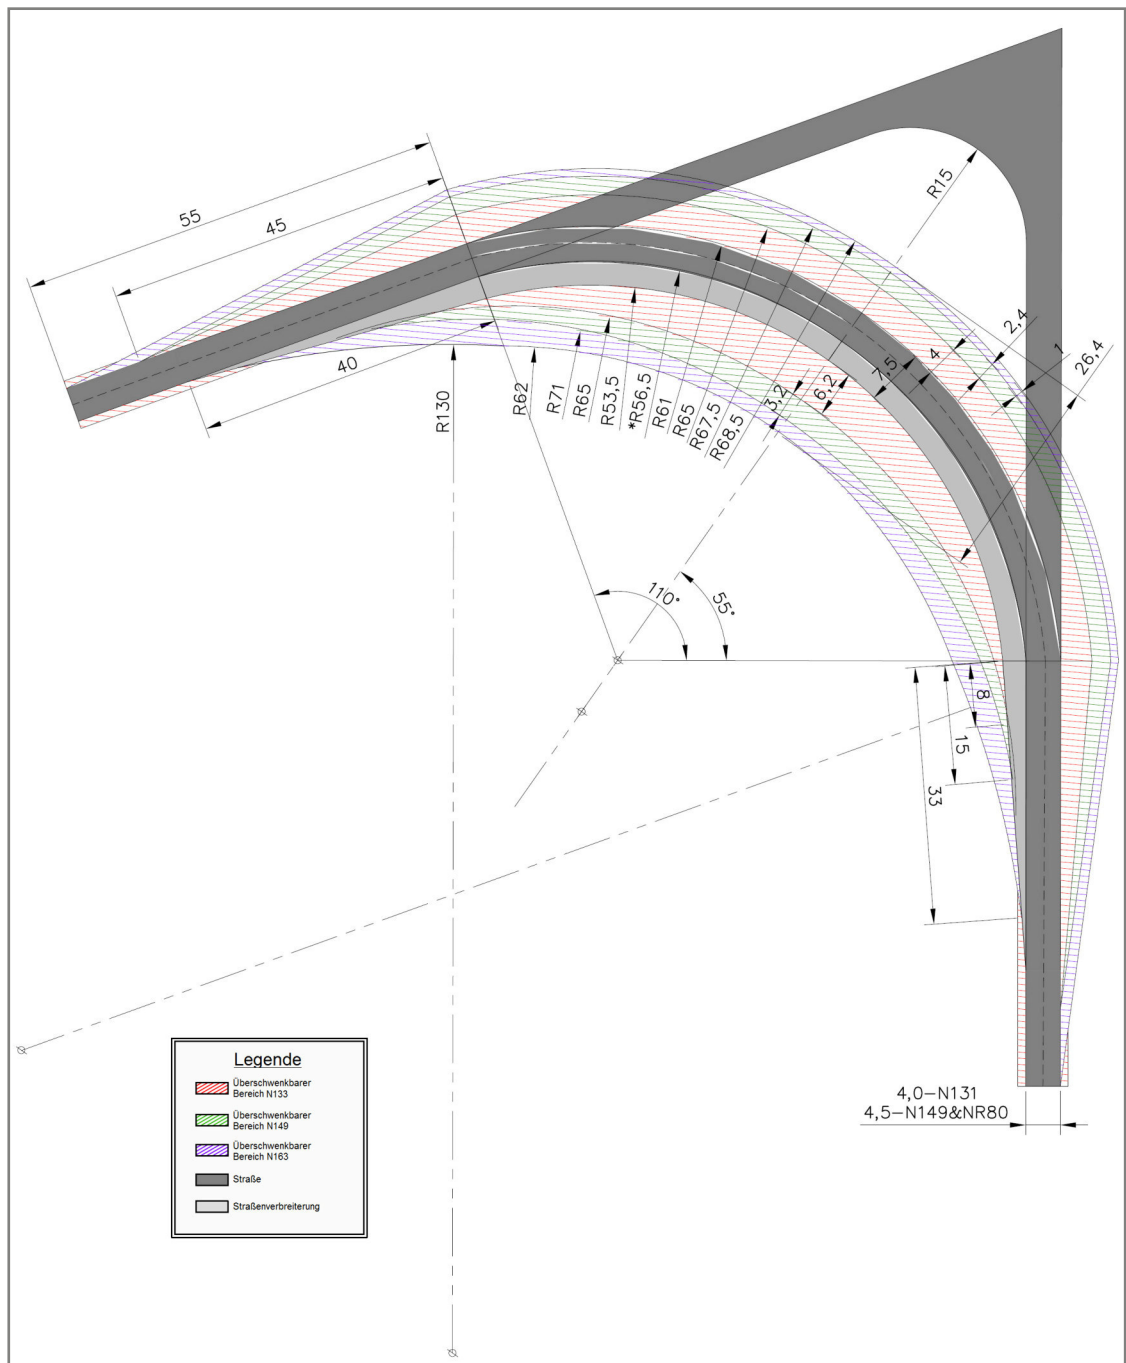 55
45
40
R15
2,4
1
26,4
4
7,5
6,2
3,2
R130
R62
R71
R65
R53,5
*R56,5
R61
R65
R67,5
R68,5
110°
55°
8
15
33
4,0-N131
4,5-N149&NR80
Legende
Überschwenkbarer
Bereich N133
Überschwenkbarer
Bereich N149
Überschwenkbarer
Bereich N163
Straße
Straßenverbreiterung